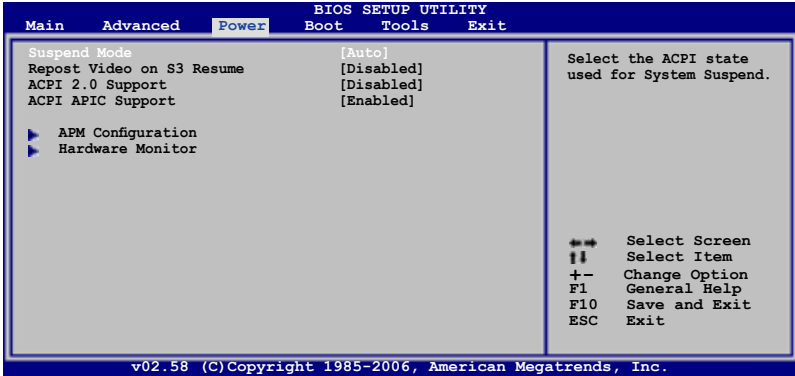 BIOS SETUP UTILITY
Main Advanced Power Boot Tools Exit
Suspend Mode [Auto]
Repost Video on S3 Resume [Disabled]
ACPI 2.0 Support [Disabled]
ACPI APIC Support [Enabled]
APM Configuration
Hardware Monitor
Select the ACPI state
used for System Suspend.
Select Screen
Select Item
+- Change Option
F1 General Help
F10 Save and Exit
ESC Exit
v02.58 (C)Copyright 1985-2006, American Megatrends, Inc.